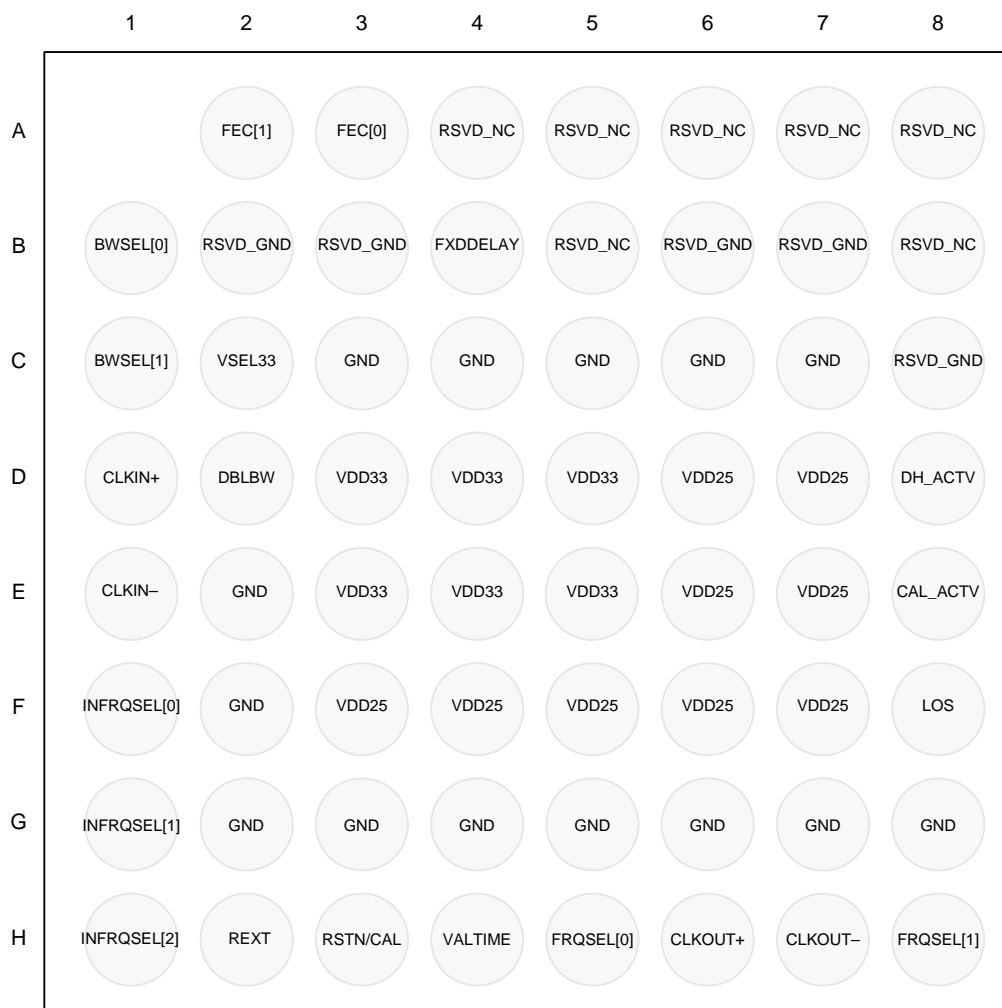 1 2 3 4 5 6 7 8
A FEC[1] FEC[0] RSVD_NC RSVD_NC RSVD_NC RSVD_NC RSVD_NC
B BWSEL[0] RSVD_GND RSVD_GND FXDDELAY RSVD_NC RSVD_GND RSVD_GND RSVD_NC
C BWSEL[1] VSEL33 GND GND GND GND GND RSVD_GND
D CLKIN+ DBLBW VDD33 VDD33 VDD33 VDD25 VDD25 DH_ACTV
E CLKIN– GND VDD33 VDD33 VDD33 VDD25 VDD25 CAL_ACTV
F INFRQSEL[0] GND VDD25 VDD25 VDD25 VDD25 VDD25 LOS
G INFRQSEL[1] GND GND GND GND GND GND GND
H INFRQSEL[2] REXT RSTN/CAL VALTIME FRQSEL[0] CLKOUT+ CLKOUT– FRQSEL[1]